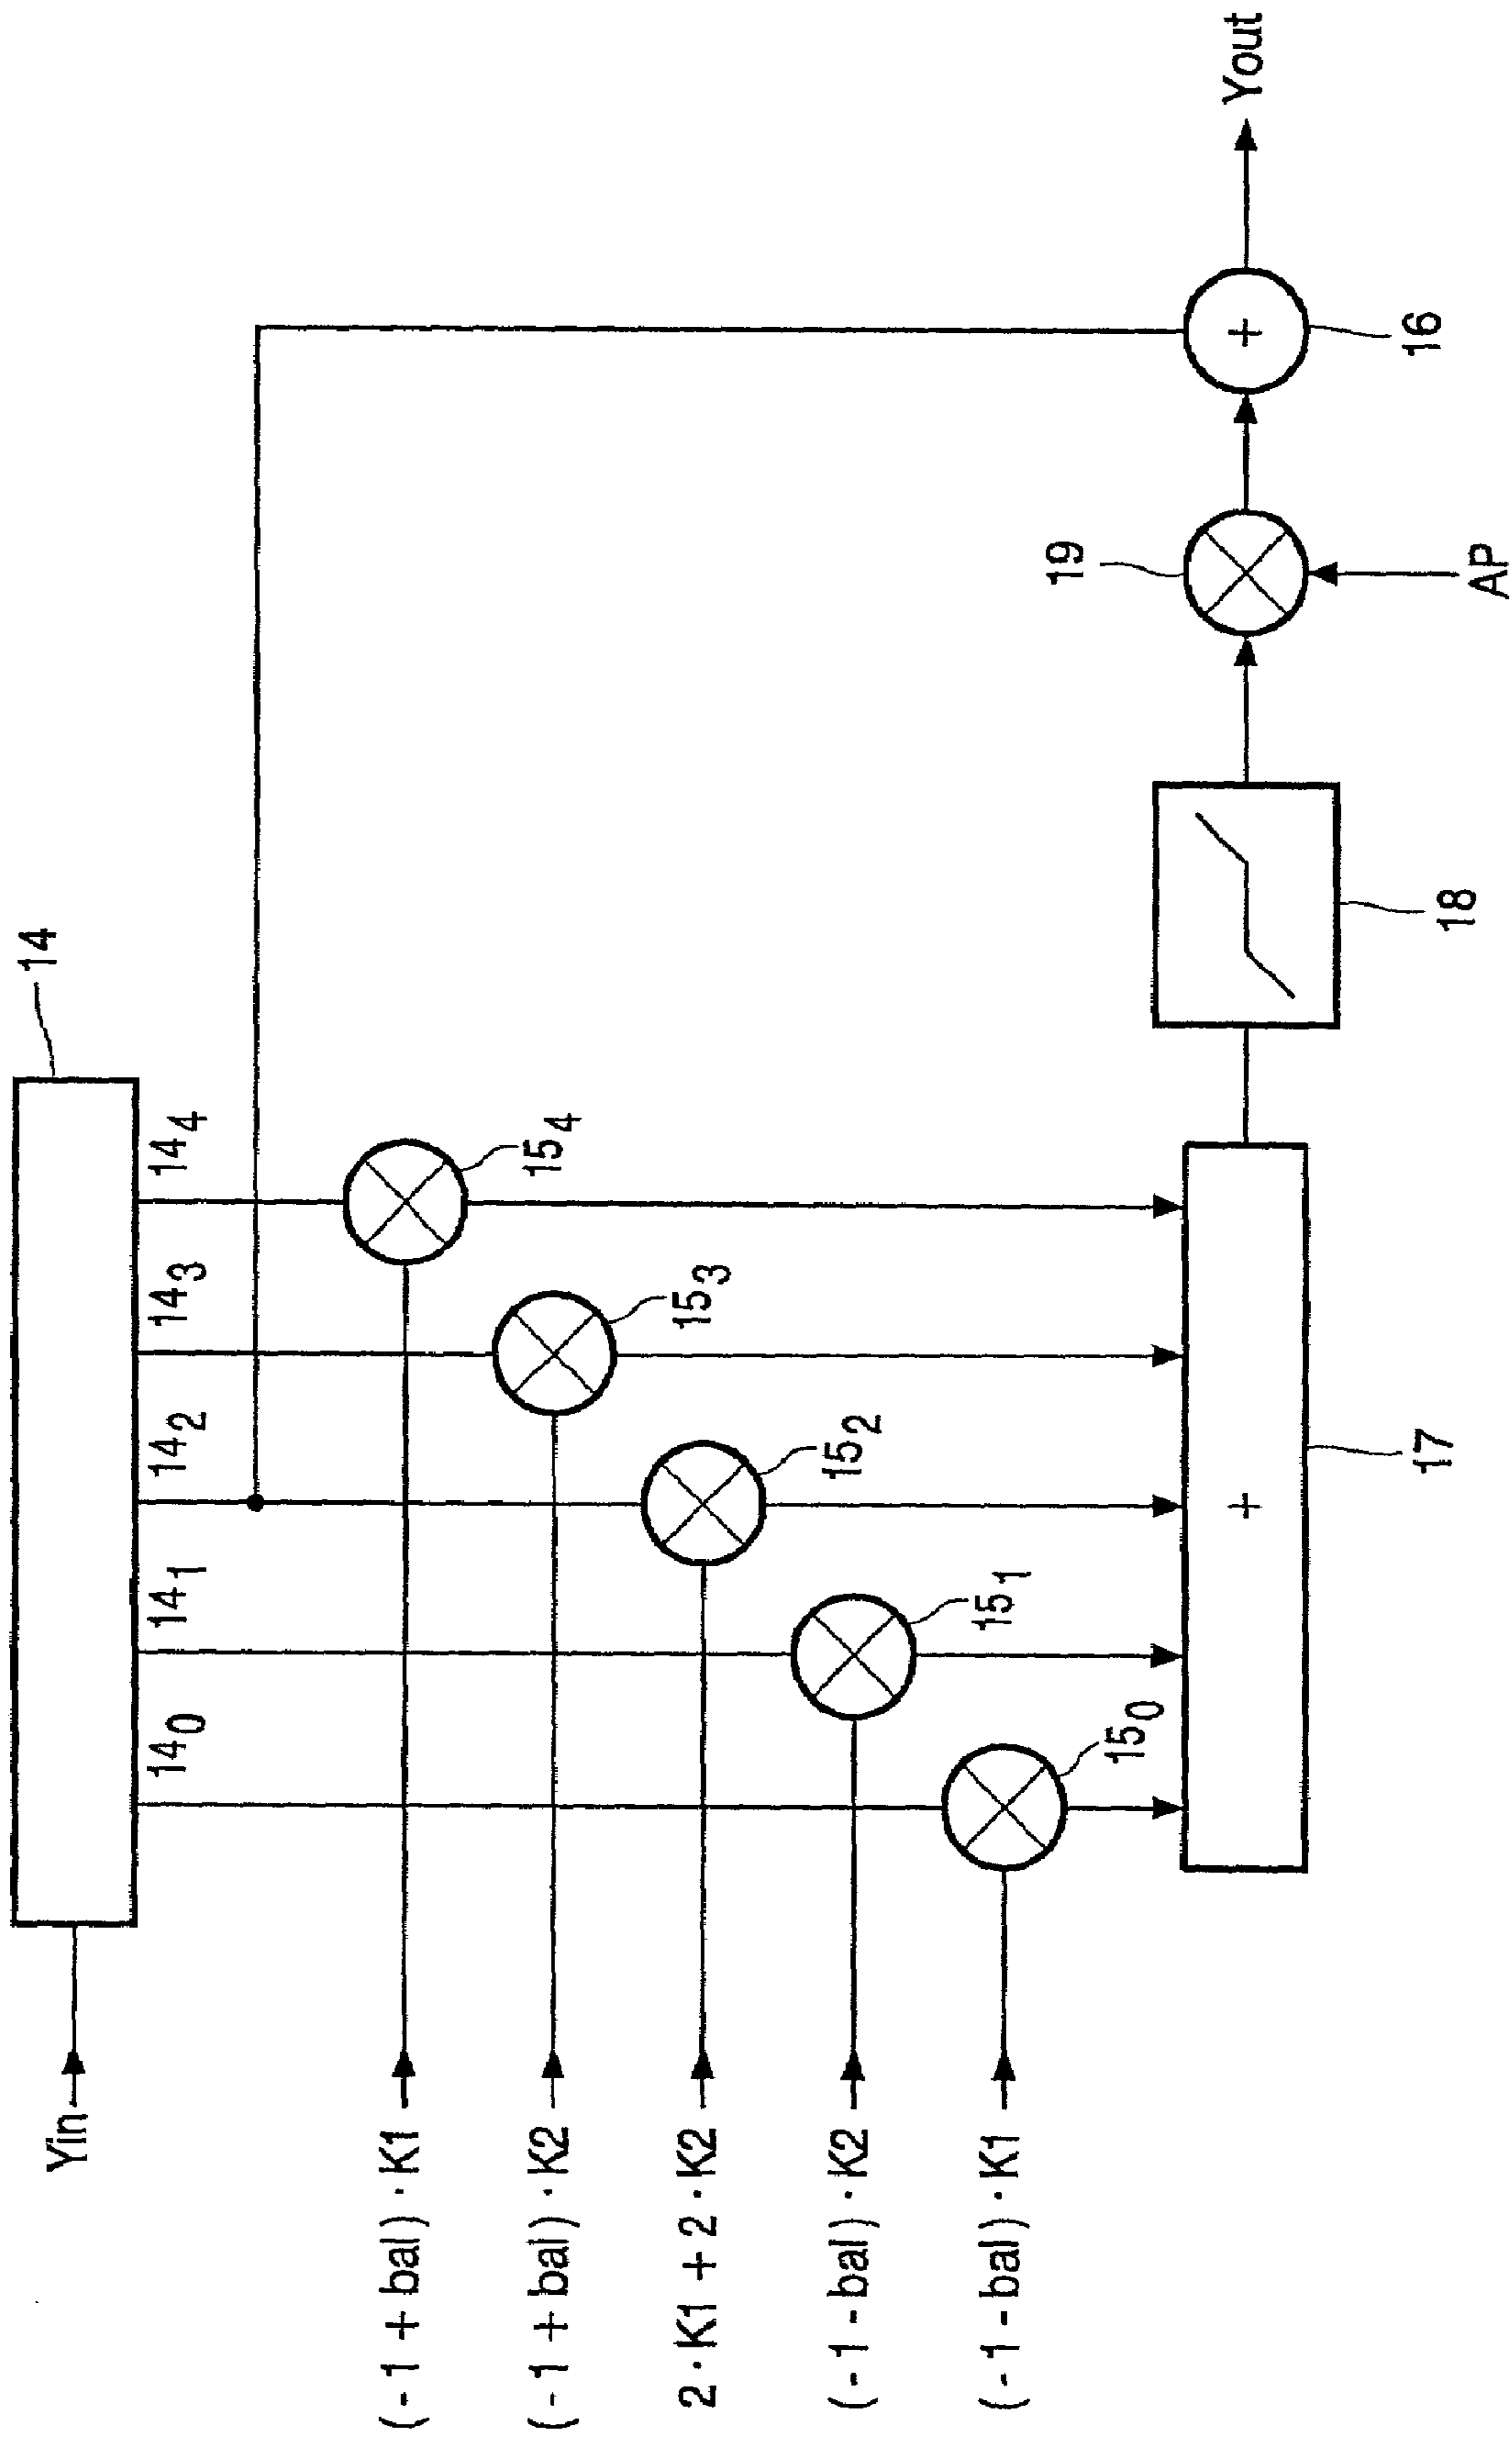 Yin
14
14₀
14₁
14₂
14₃
14₄
(-1+bal)·K1
15₄
(-1+bal)·K2
15₃
2·K1+2·K2
15₂
(-1-bal)·K2
15₁
(-1-bal)·K1
15₀
+
17
18
19
AP
+
16
Yout